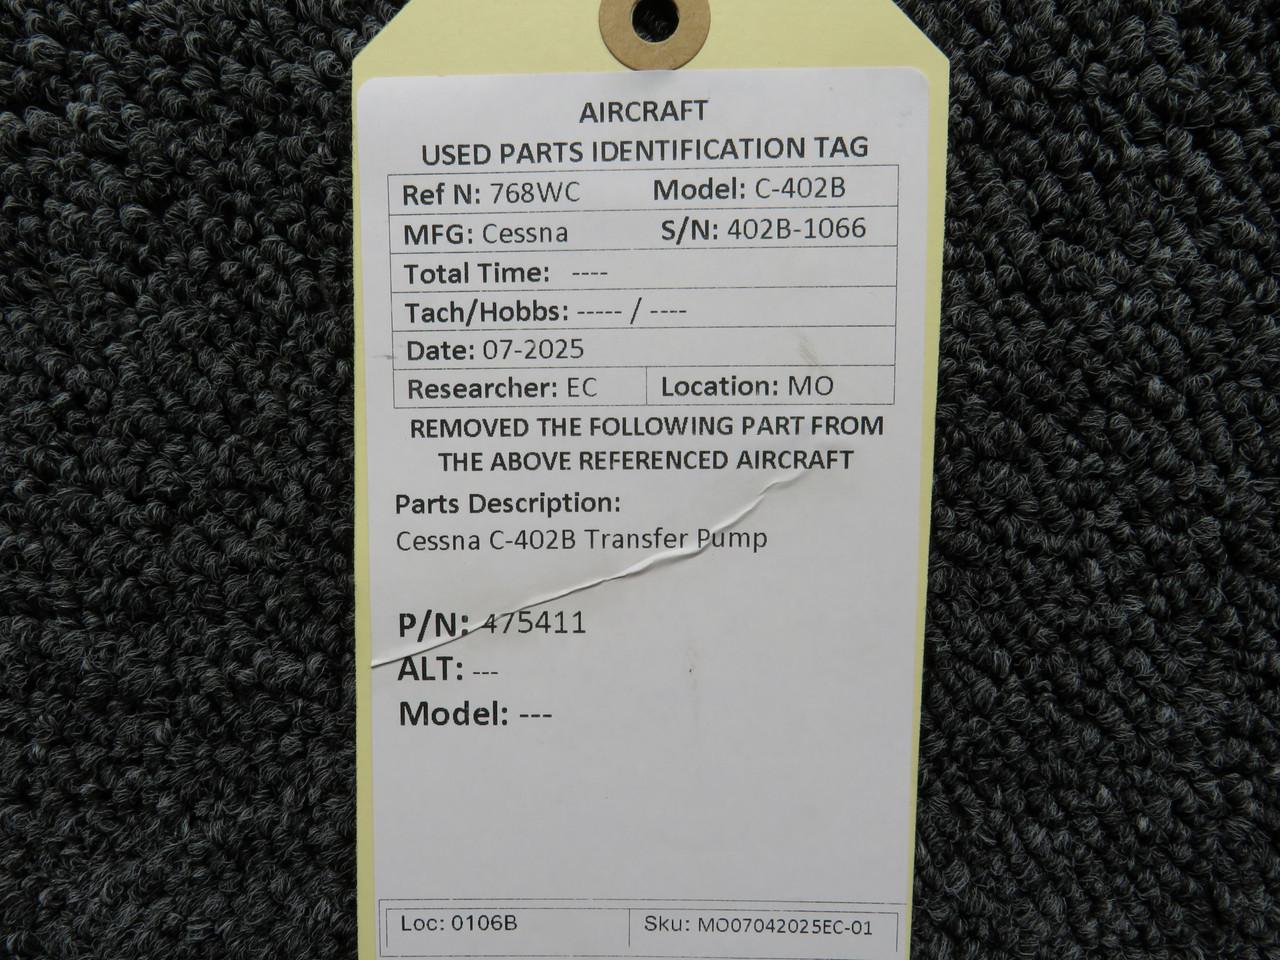 AIRCRAFT
USED PARTS IDENTIFICATION TAG
Ref N: 768WC Model: C-402B
MFG: Cessna S/N: 402B-1066
Total Time: ----
Tach/Hobbs: ----- / ----
Date: 07-2025
Researcher: EC Location: MO
REMOVED THE FOLLOWING PART FROM
THE ABOVE REFERENCED AIRCRAFT
Parts Description:
Cessna C-402B Transfer Pump
P/N: 475411
ALT: ---
Model: ---
Loc: 0106B Sku: MO07042025EC-01